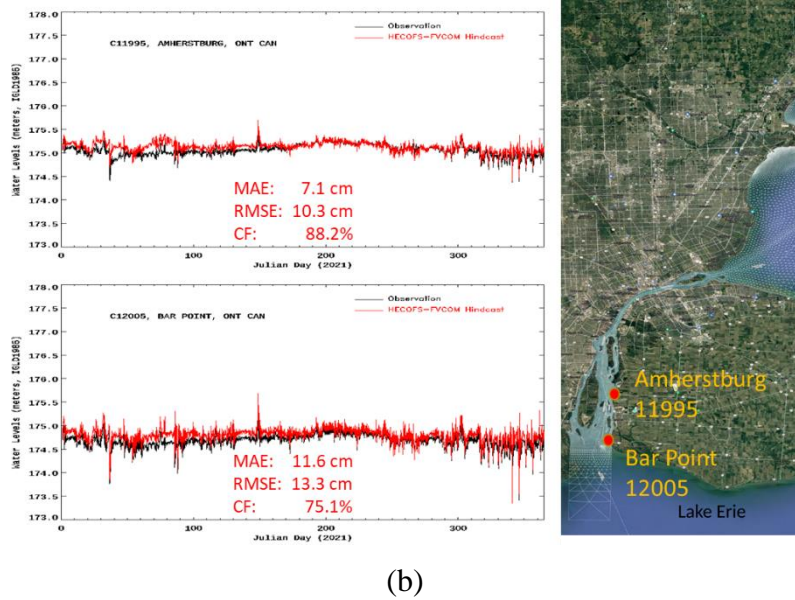 178.0
177.5
177.0
176.5
176.0
175.5
175.0
174.5
174.0
173.5
173.0
Water Levels (meters, IGLD1985)
C11995, AMHERSTBURG, ONT CAN
Observation
HECOFS-FVCOM Hindcast
MAE: 7.1 cm
RMSE: 10.3 cm
CF: 88.2%
0 100 200 300
Julian Day (2021)
178.0
177.5
177.0
176.5
176.0
175.5
175.0
174.5
174.0
173.5
173.0
Water Levels (meters, IGLD1985)
C12005, BAR POINT, ONT CAN
Observation
HECOFS-FVCOM Hindcast
MAE: 11.6 cm
RMSE: 13.3 cm
CF: 75.1%
0 100 200 300
Julian Day (2021)
Amherstburg
11995
Bar Point
12005
Lake Erie
(b)